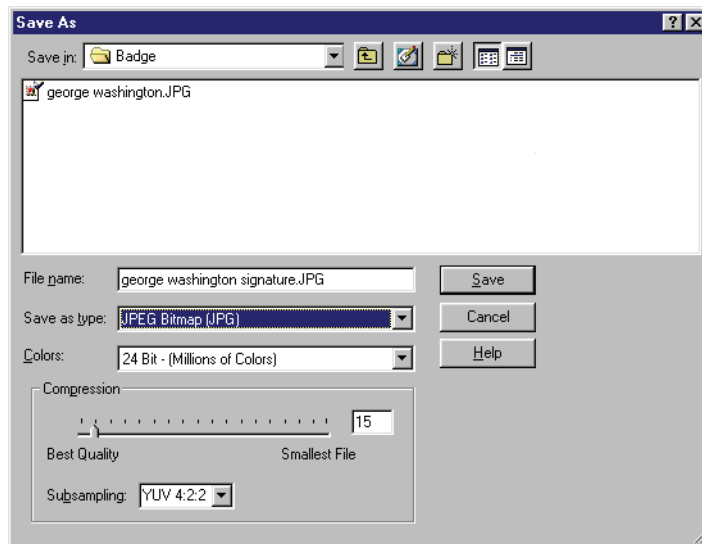 Save As
Save in: Badge
george washington.JPG
File name: george washington signature.JPG Save
Save as type: JPEG Bitmap (JPG) Cancel
Colors: 24 Bit - (Millions of Colors) Help
Compression
15
Best Quality Smallest File
Subsampling: YUV 4:2:2